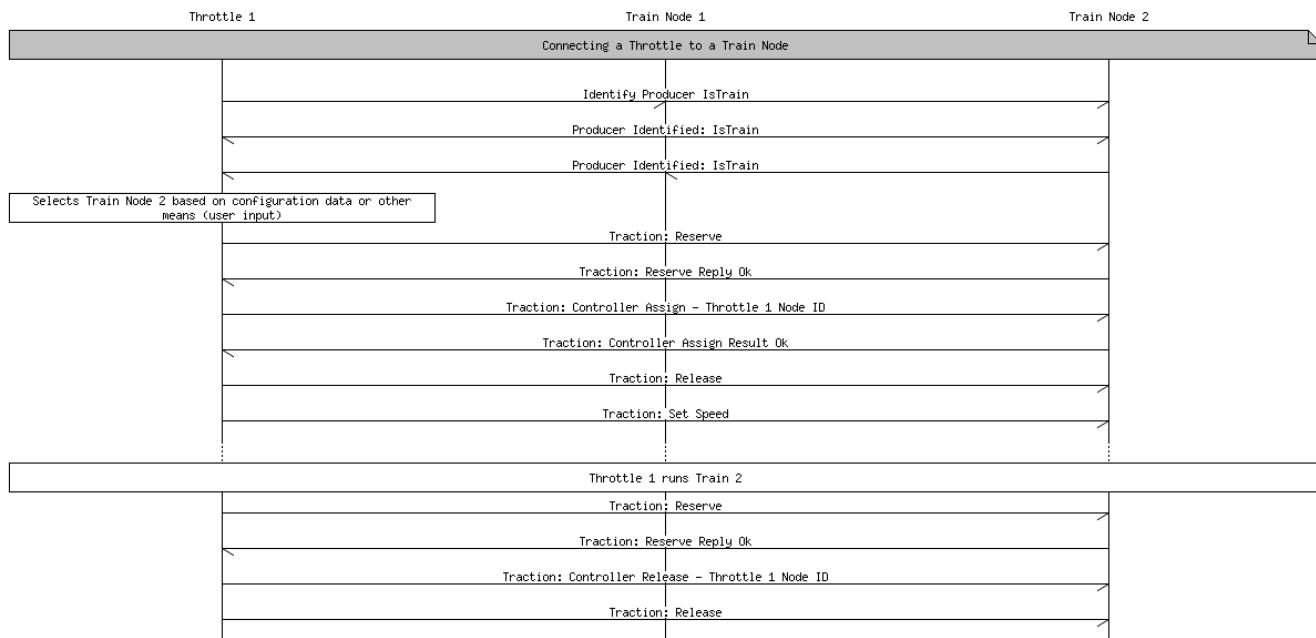 Throttle 1
Train Node 1
Train Node 2
Connecting a Throttle to a Train Node
Identify Producer IsTrain
Producer Identified: IsTrain
Producer Identified: IsTrain
Selects Train Node 2 based on configuration data or other
means (user input)
Traction: Reserve
Traction: Reserve Reply Ok
Traction: Controller Assign - Throttle 1 Node ID
Traction: Controller Assign Result Ok
Traction: Release
Traction: Set Speed
Throttle 1 runs Train 2
Traction: Reserve
Traction: Reserve Reply Ok
Traction: Controller Release - Throttle 1 Node ID
Traction: Release